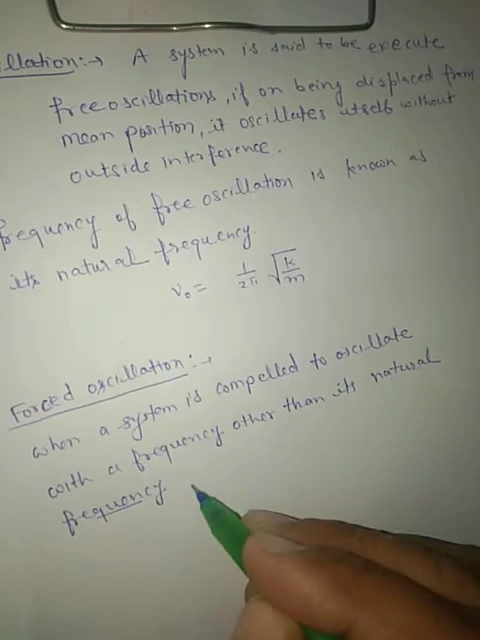 illation:→ A system is said to be execute
free oscillations, if on being displaced from
mean position, it oscillates itself without
outside interference.
frequency of free oscillation is known as
its natural frequency.
ν₀ = 1/2π √k/m
Forced oscillation:→
when a system is compelled to oscillate
with a frequency other than its natural
frequency